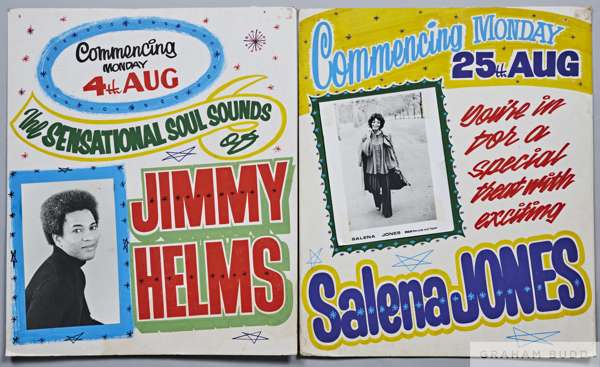 Commencing
MONDAY
4th AUG
The SENSATIONAL SOUL SOUNDS
OF
JIMMY
HELMS
Commencing MONDAY
25th AUG
You're in
for a
special
treat with
exciting
SALENA JONES
Salena JONES
GRAHAM BUDD